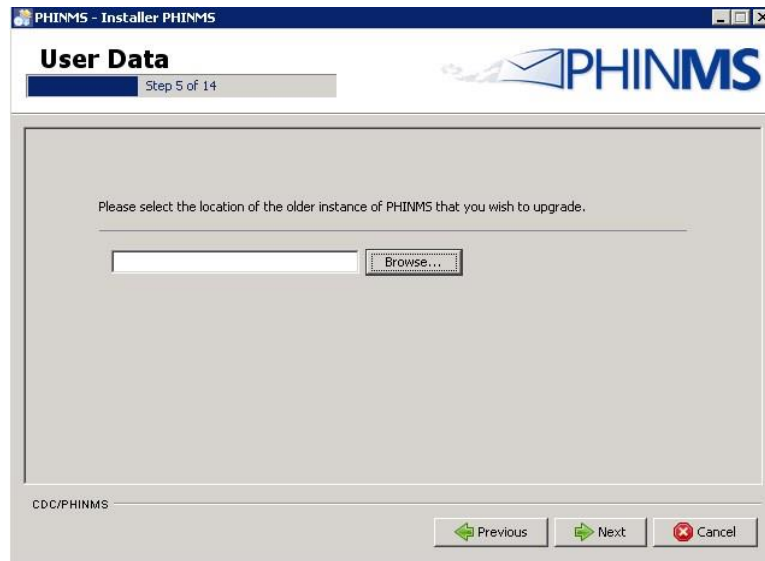 PHINMS - Installer PHINMS
User Data
Step 5 of 14
PHINMS
Please select the location of the older instance of PHINMS that you wish to upgrade.
Browse...
CDC/PHINMS
Previous
Next
Cancel